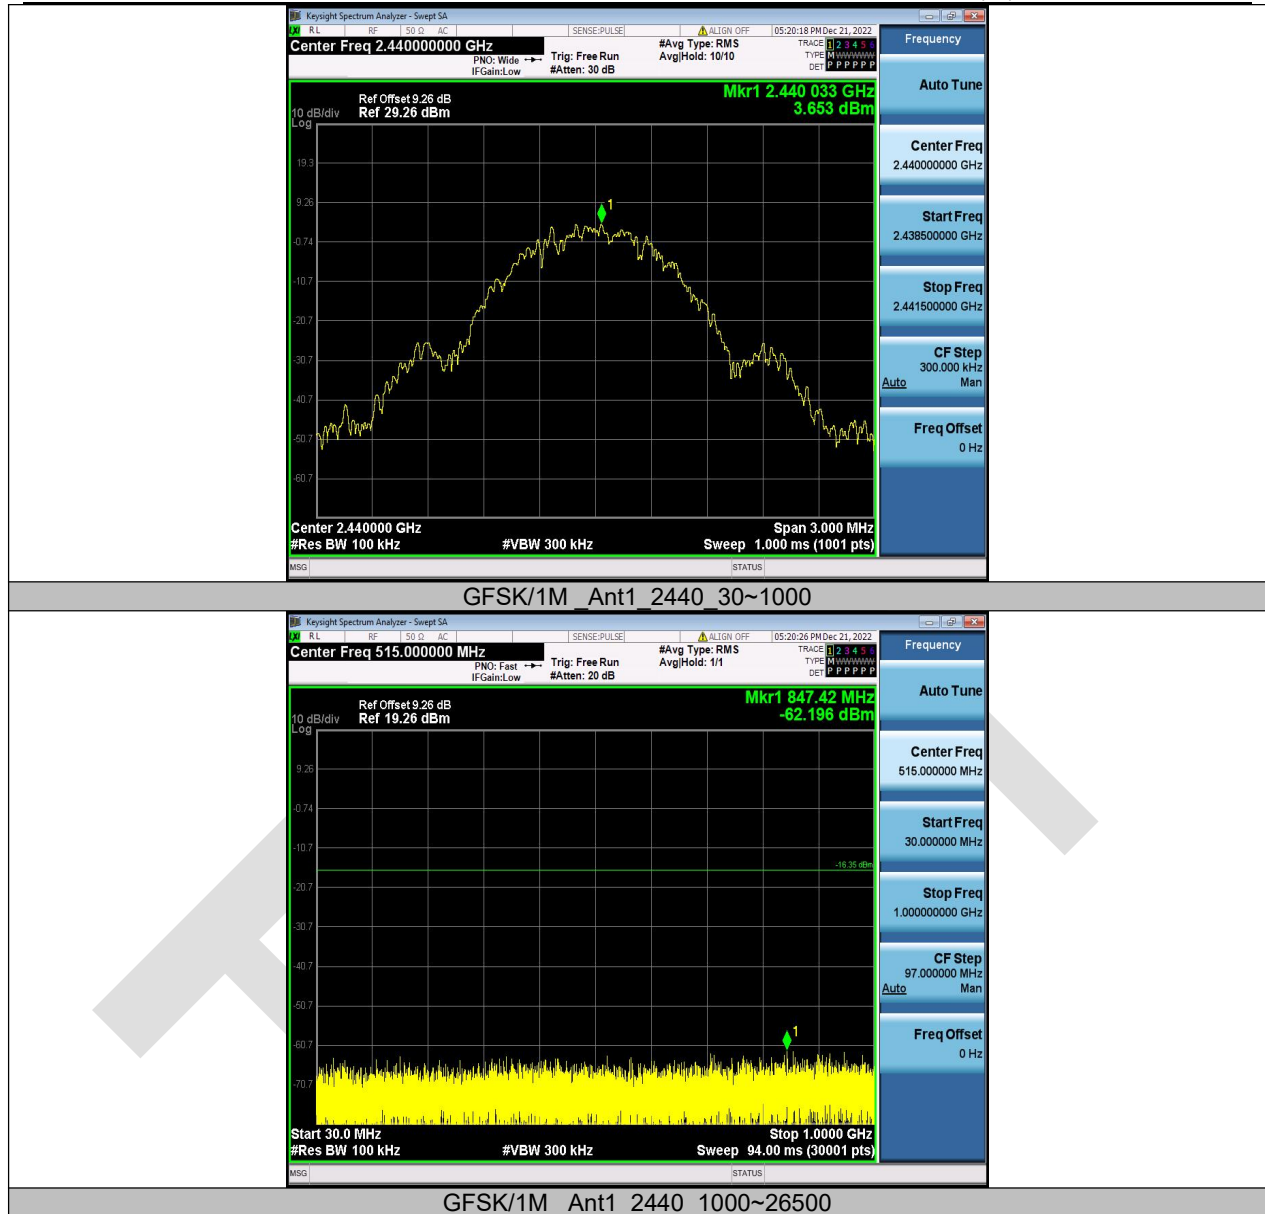 Keysight Spectrum Analyzer - Swept SA
LXI RL RF 50 Ω AC SENSE:PULSE ALIGN OFF 05:20:18 PM Dec 21, 2022
Center Freq 2.440000000 GHz
PNO: Wide
IFGain:Low
Trig: Free Run
#Atten: 30 dB
#Avg Type: RMS
Avg|Hold: 10/10
TRACE 1 2 3 4 5 6
TYPE M W W W W W
DET P P P P P P
Mkr1 2.440 033 GHz
3.653 dBm
Ref Offset 9.26 dB
10 dB/div Ref 29.26 dBm
Log
19.3
9.26
-0.74
-10.7
-20.7
-30.7
-40.7
-50.7
-60.7
1
Center 2.440000 GHz Span 3.000 MHz
#Res BW 100 kHz #VBW 300 kHz Sweep 1.000 ms (1001 pts)
MSG STATUS
Frequency
Auto Tune
Center Freq
2.440000000 GHz
Start Freq
2.438500000 GHz
Stop Freq
2.441500000 GHz
CF Step
300.000 kHz
Auto Man
Freq Offset
0 Hz
GFSK/1M _Ant1_2440_30~1000
Keysight Spectrum Analyzer - Swept SA
LXI RL RF 50 Ω AC SENSE:PULSE ALIGN OFF 05:20:26 PM Dec 21, 2022
Center Freq 515.000000 MHz
PNO: Fast
IFGain:Low
Trig: Free Run
#Atten: 20 dB
#Avg Type: RMS
Avg|Hold: 1/1
TRACE 1 2 3 4 5 6
TYPE M W W W W W
DET P P P P P P
Mkr1 847.42 MHz
-62.196 dBm
Ref Offset 9.26 dB
10 dB/div Ref 19.26 dBm
Log
9.26
-0.74
-10.7
-20.7
-30.7
-40.7
-50.7
-60.7
-70.7
-16.35 dBm
1
Start 30.0 MHz Stop 1.0000 GHz
#Res BW 100 kHz #VBW 300 kHz Sweep 94.00 ms (30001 pts)
MSG STATUS
Frequency
Auto Tune
Center Freq
515.000000 MHz
Start Freq
30.000000 MHz
Stop Freq
1.000000000 GHz
CF Step
97.000000 MHz
Auto Man
Freq Offset
0 Hz
GFSK/1M _Ant1_2440_1000~26500